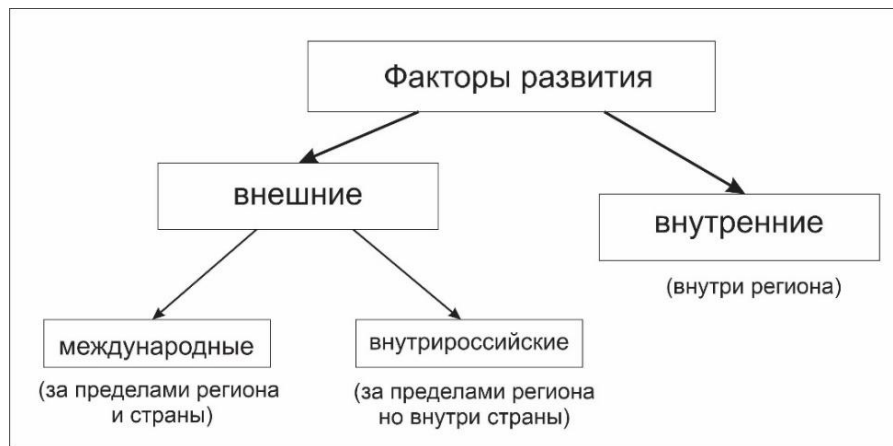 Факторы развития
внешние
внутренние
(внутри региона)
международные
(за пределами региона
и страны)
внутрироссийские
(за пределами региона
но внутри страны)